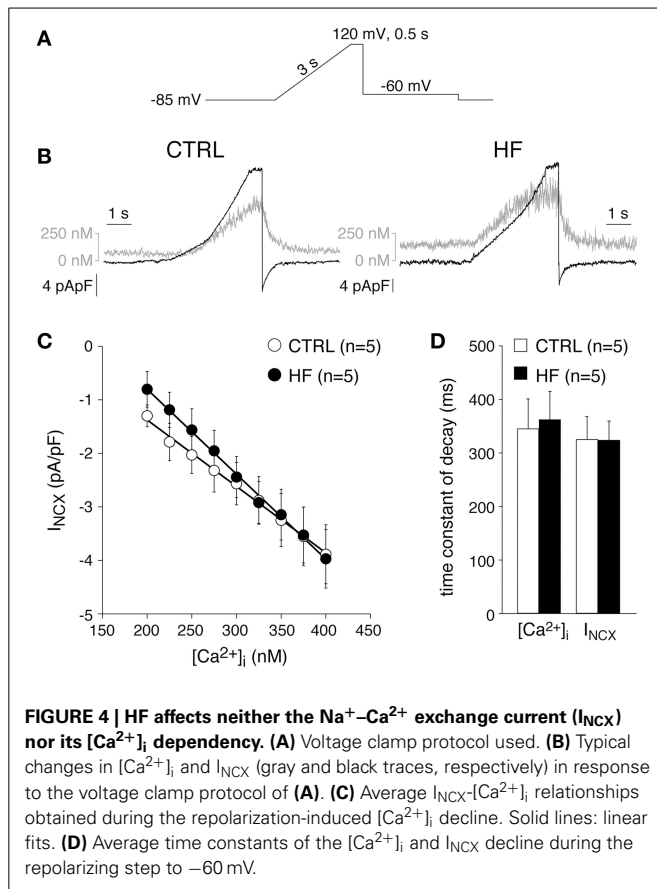 A
120 mV, 0.5 s
3 s
-85 mV
-60 mV
B
CTRL
HF
1 s
1 s
250 nM
0 nM
4 pApF
250 nM
0 nM
4 pApF
C
CTRL (n=5)
HF (n=5)
0
-1
-2
-3
-4
-5
I_NCX (pA/pF)
150 200 250 300 350 400 450
[Ca²⁺]ᵢ (nM)
D
CTRL (n=5)
HF (n=5)
500
400
300
200
100
0
time constant of decay (ms)
[Ca²⁺]ᵢ I_NCX
FIGURE 4 | HF affects neither the Na⁺–Ca²⁺ exchange current (I_NCX)
nor its [Ca²⁺]ᵢ dependency. (A) Voltage clamp protocol used. (B) Typical
changes in [Ca²⁺]ᵢ and I_NCX (gray and black traces, respectively) in response
to the voltage clamp protocol of (A). (C) Average I_NCX-[Ca²⁺]ᵢ relationships
obtained during the repolarization-induced [Ca²⁺]ᵢ decline. Solid lines: linear
fits. (D) Average time constants of the [Ca²⁺]ᵢ and I_NCX decline during the
repolarizing step to −60 mV.